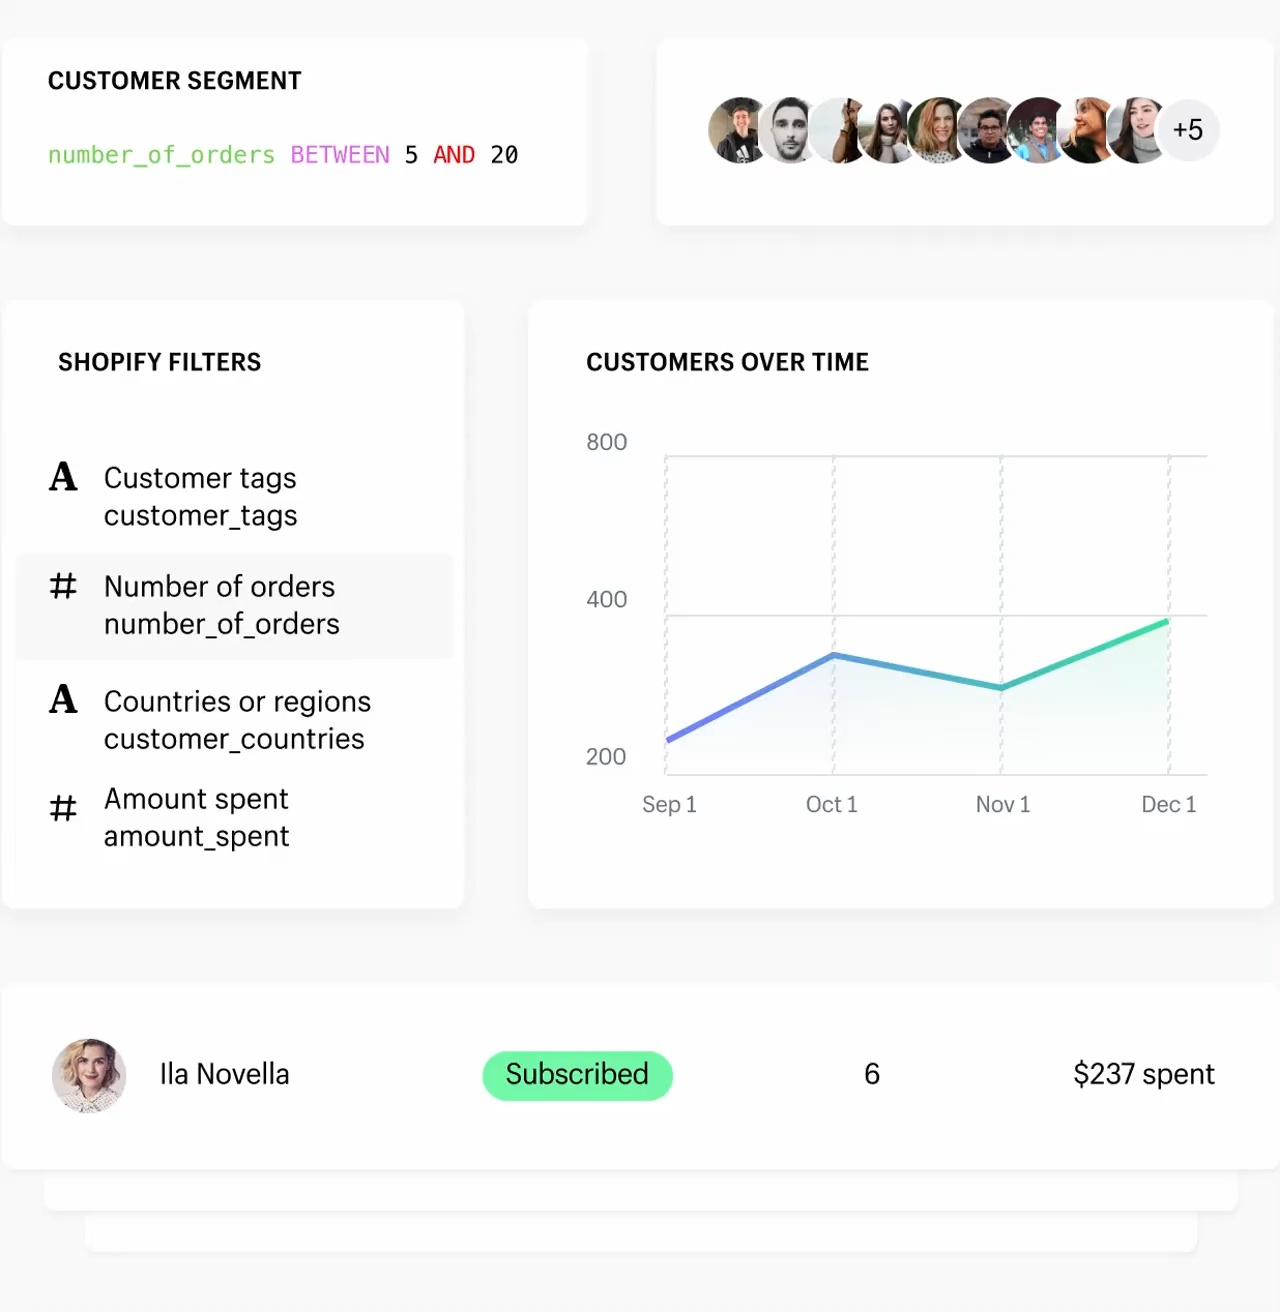 CUSTOMER SEGMENT
number_of_orders BETWEEN 5 AND 20
+5
SHOPIFY FILTERS
A Customer tags
customer_tags
# Number of orders
number_of_orders
A Countries or regions
customer_countries
# Amount spent
amount_spent
CUSTOMERS OVER TIME
800
400
200
Sep 1 Oct 1 Nov 1 Dec 1
Ila Novella Subscribed 6 $237 spent